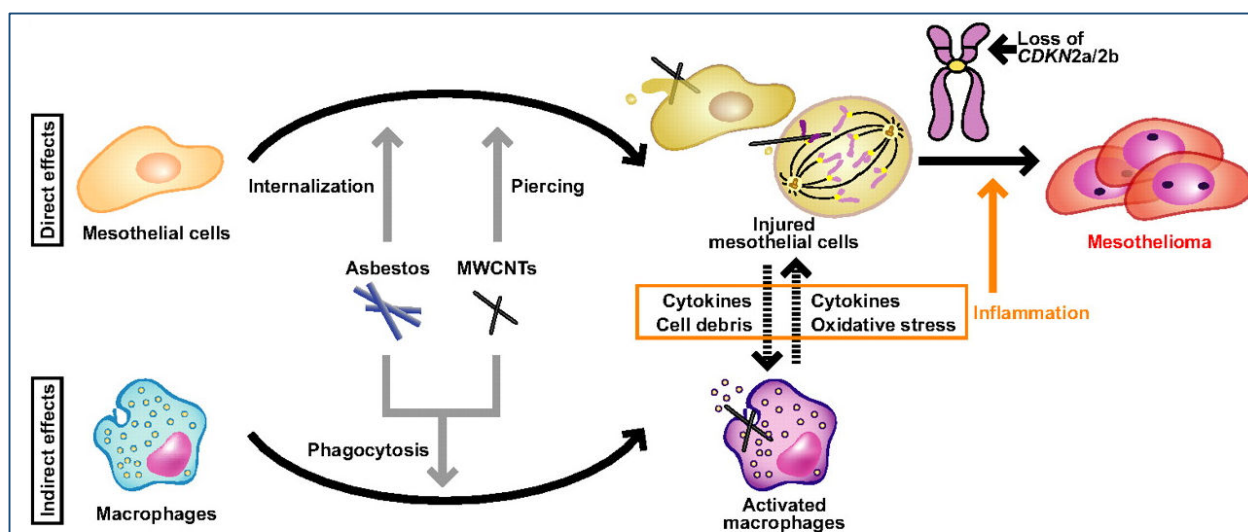 Direct effects
Mesothelial cells
Internalization
Piercing
Asbestos
MWCNTs
Injured
mesothelial cells
Loss of
CDKN2a/2b
Mesothelioma
Cytokines
Cell debris
Cytokines
Oxidative stress
Inflammation
Indirect effects
Macrophages
Phagocytosis
Activated
macrophages